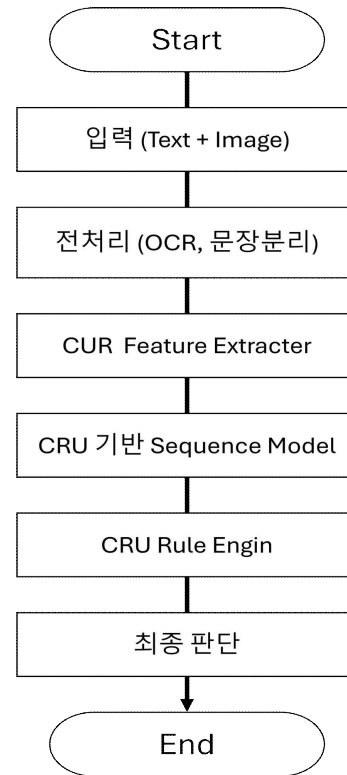 Start
입력 (Text + Image)
전처리 (OCR, 문장분리)
CUR Feature Extracter
CRU 기반 Sequence Model
CRU Rule Engin
최종 판단
End